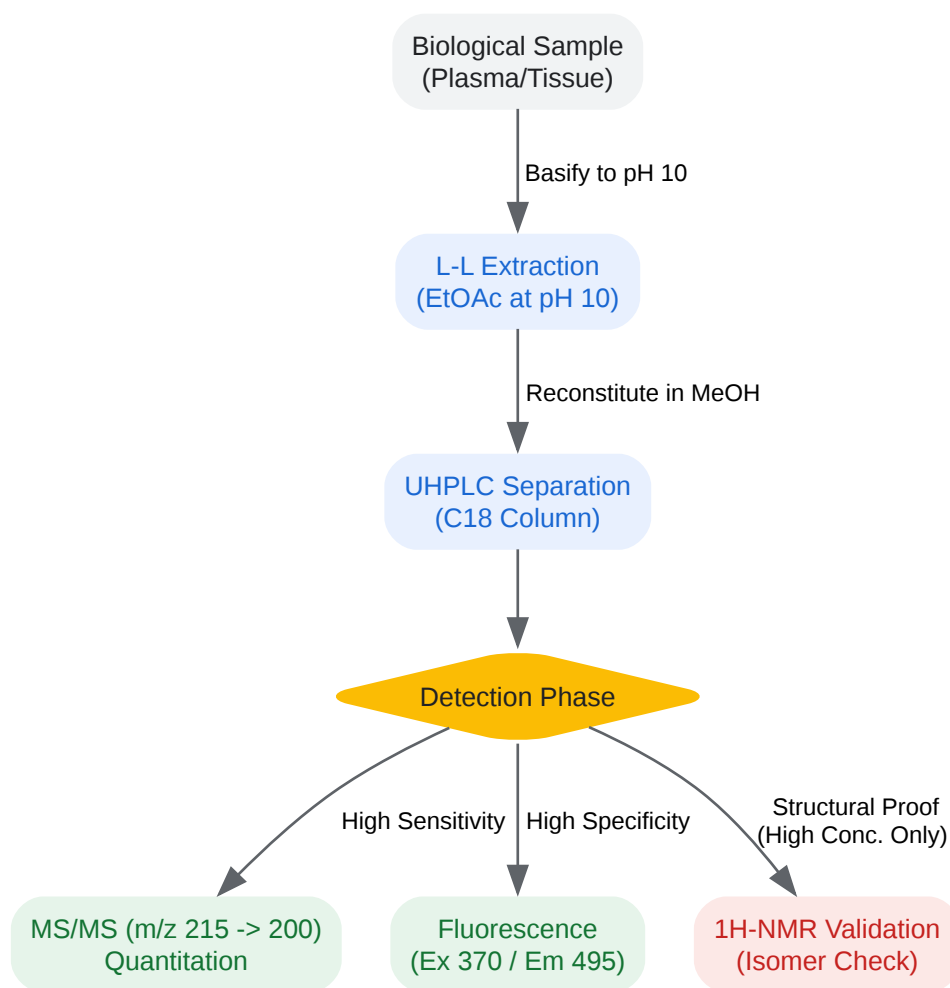 Biological Sample
(Plasma/Tissue)
Basify to pH 10
L-L Extraction
(EtOAc at pH 10)
Reconstitute in MeOH
UHPLC Separation
(C18 Column)
Detection Phase
High Sensitivity
High Specificity
Structural Proof
(High Conc. Only)
MS/MS (m/z 215 -> 200)
Quantitation
Fluorescence
(Ex 370 / Em 495)
1H-NMR Validation
(Isomer Check)